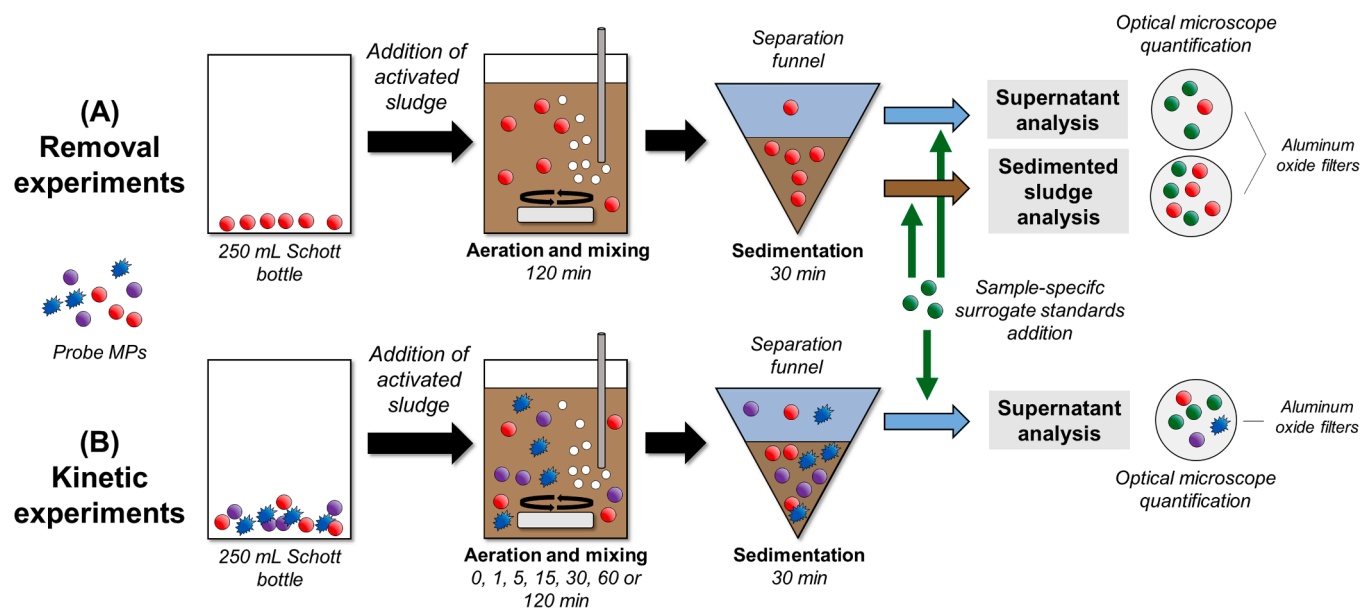 (A)
Removal
experiments
250 mL Schott
bottle
Addition of
activated
sludge
Aeration and mixing
120 min
Separation
funnel
Sedimentation
30 min
Supernatant
analysis
Sedimented
sludge
analysis
Optical microscope
quantification
Aluminum
oxide filters
Probe MPs
Sample-specifc
surrogate standards
addition
(B)
Kinetic
experiments
250 mL Schott
bottle
Addition of
activated
sludge
Aeration and mixing
0, 1, 5, 15, 30, 60 or
120 min
Separation
funnel
Sedimentation
30 min
Supernatant
analysis
Aluminum
oxide filters
Optical microscope
quantification